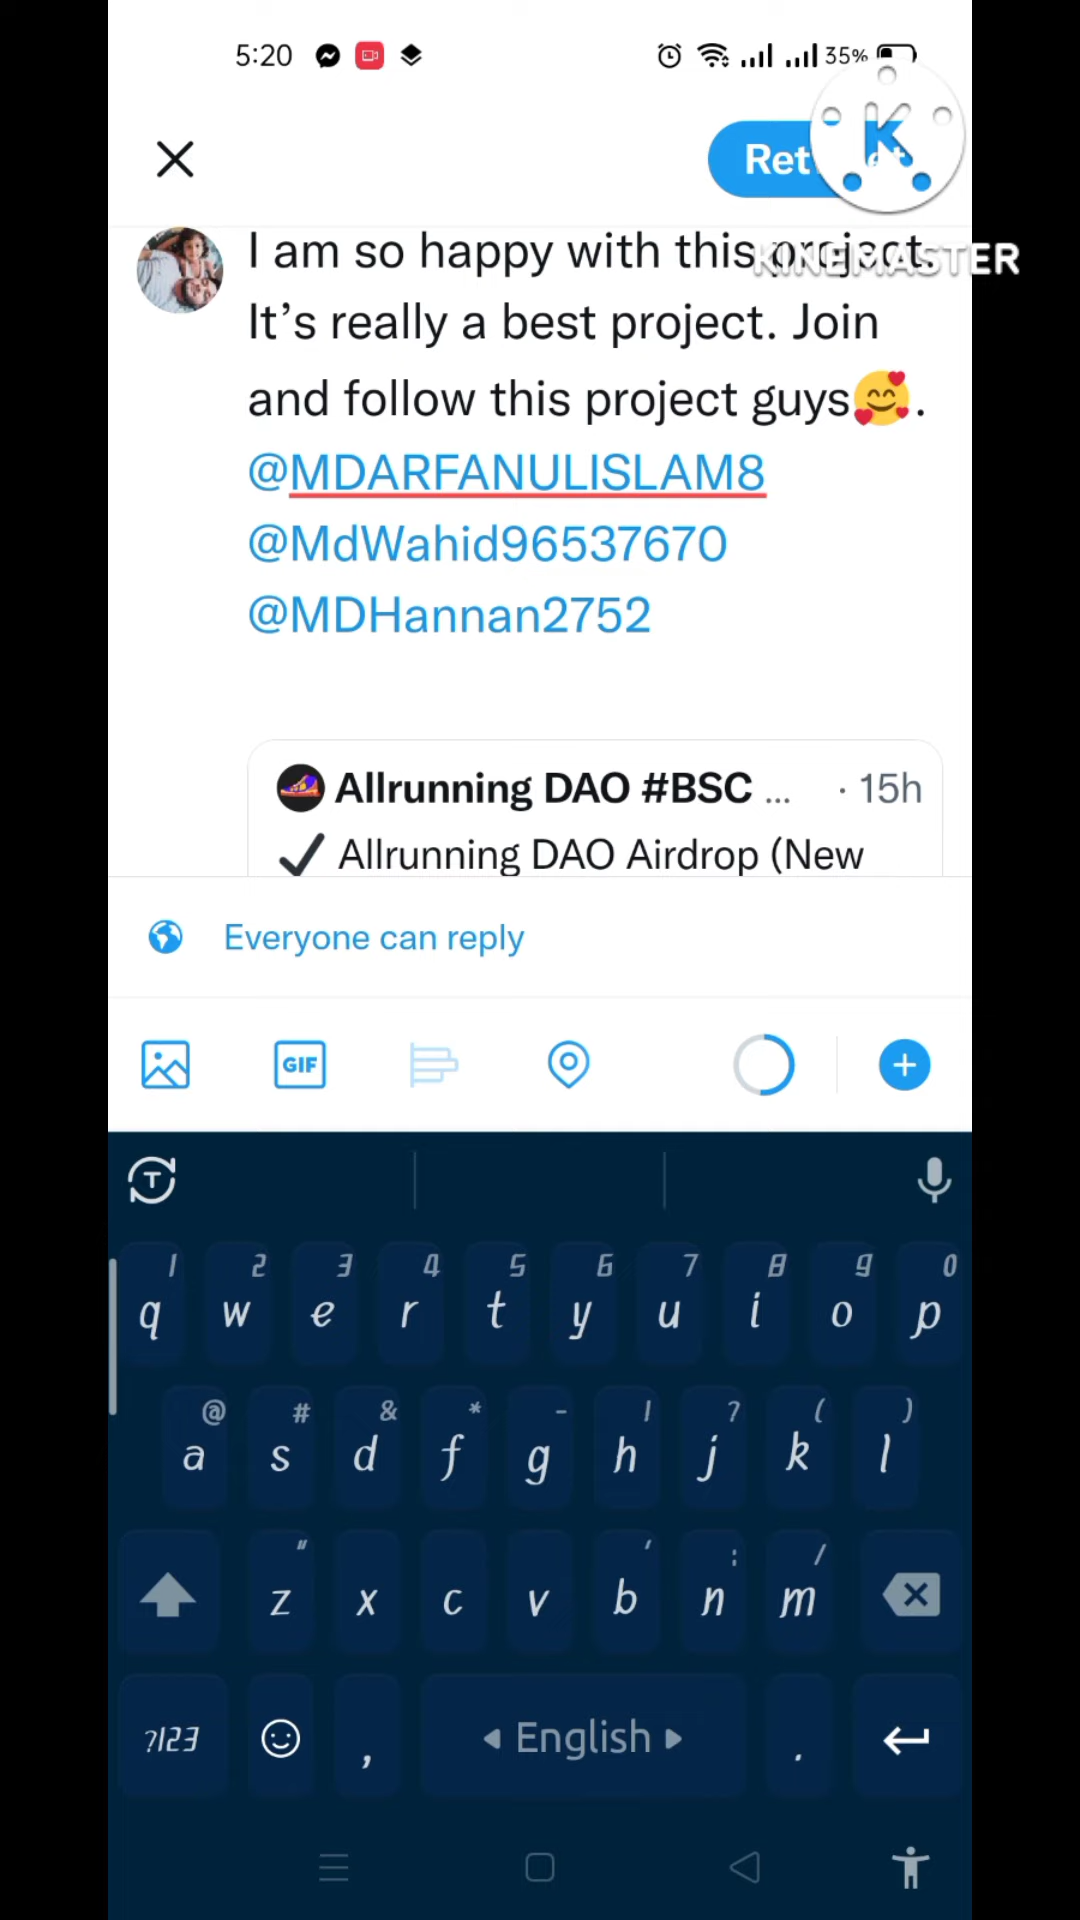 5:20
35%
Retweet
K
KINEMASTER
I am so happy with this project.
It’s really a best project. Join
and follow this project guys🥰.
@MDARFANULISLAM8
@MdWahid96537670
@MDHannan2752
Allrunning DAO #BSC ... · 15h
✔ Allrunning DAO Airdrop (New
Everyone can reply
GIF
T
1 2 3 4 5 6 7 8 9 0
q w e r t y u i o p
@ # & * - ! ? ( )
a s d f g h j k l
" ' : /
z x c v b n m
?123 , English .